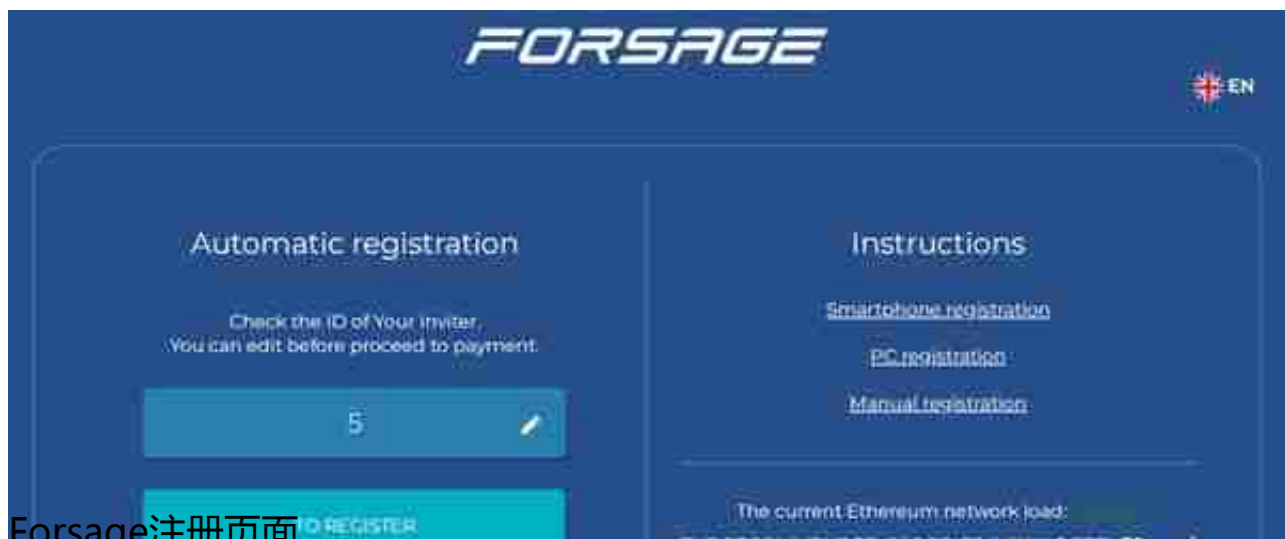 FORSAGE
EN
Automatic registration
Check the ID of Your inviter.
You can edit before proceed to payment.
5
TO REGISTER
Instructions
Smartphone registration
PC registration
Manual registration
The current Ethereum network load:
Forsage注册页面